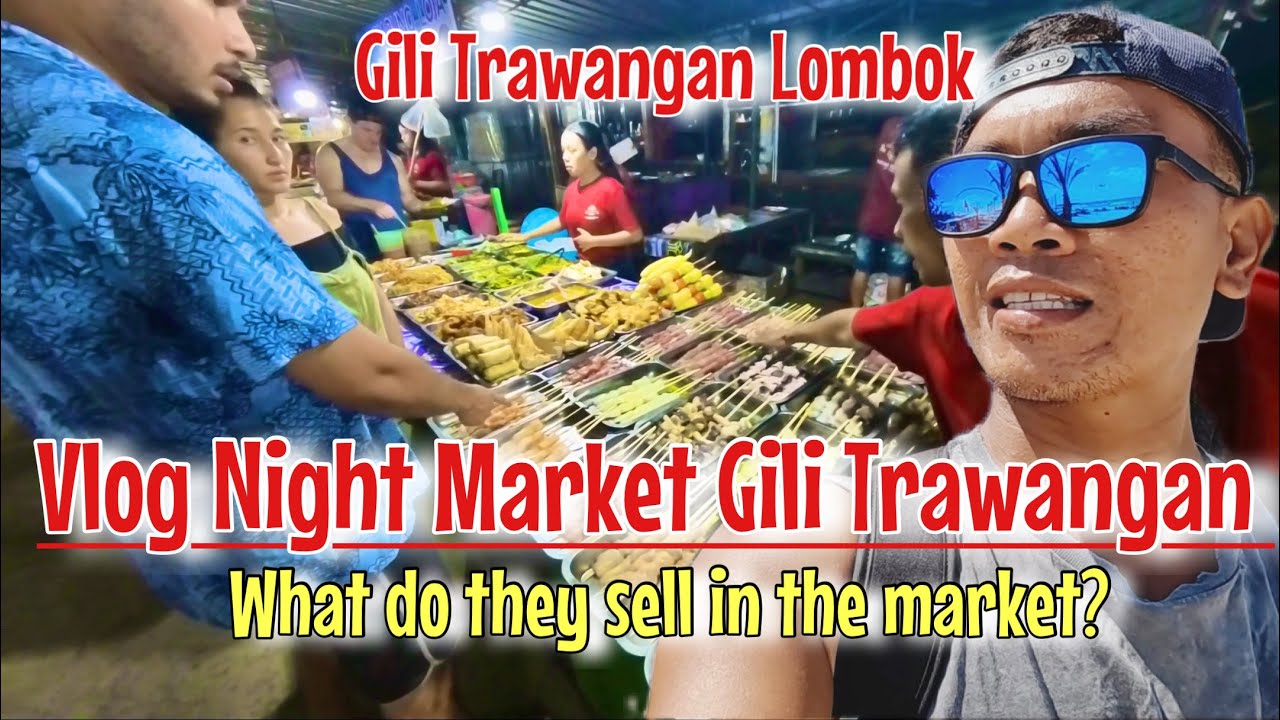 Gili Trawangan Lombok
Vlog Night Market Gili Trawangan
What do they sell in the market?